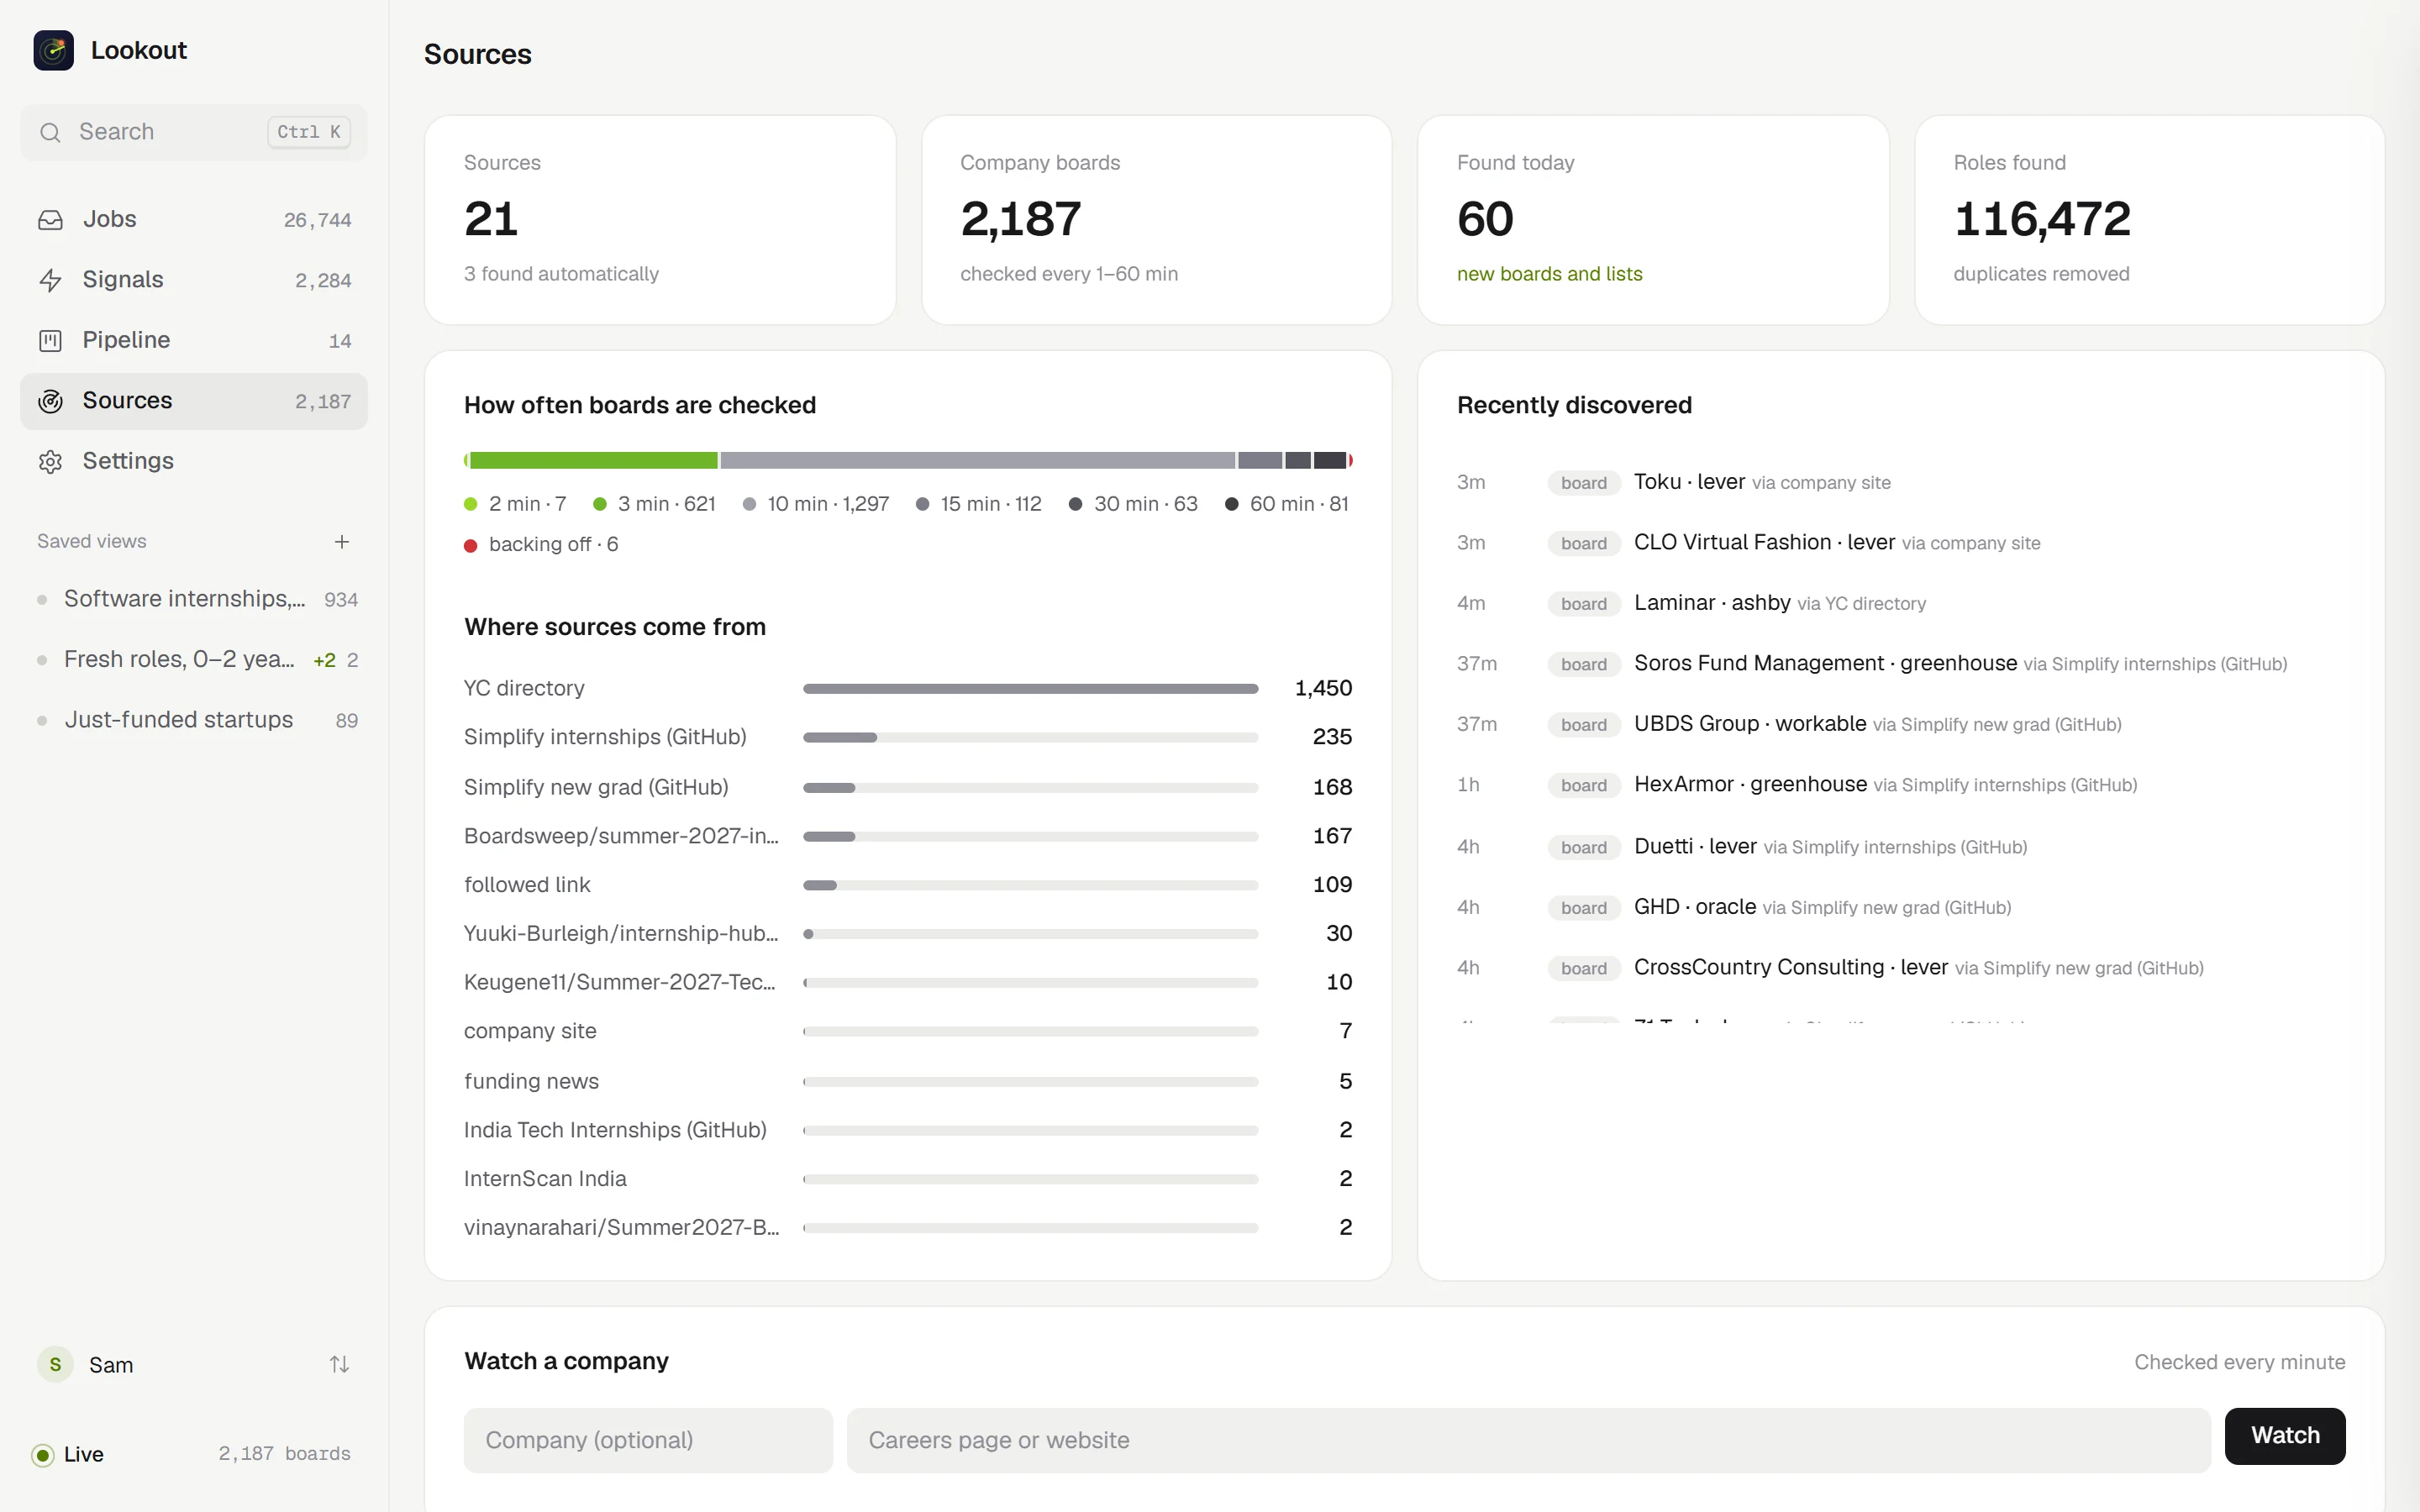 Lookout
Search Ctrl K
Jobs 26,744
Signals 2,284
Pipeline 14
Sources 2,187
Settings
Saved views
Software internships,... 934
Fresh roles, 0–2 yea... +2 2
Just-funded startups 89
S Sam
Live 2,187 boards
Sources
Sources
21
3 found automatically
Company boards
2,187
checked every 1–60 min
Found today
60
new boards and lists
Roles found
116,472
duplicates removed
How often boards are checked
2 min · 7 3 min · 621 10 min · 1,297 15 min · 112 30 min · 63 60 min · 81
backing off · 6
Where sources come from
YC directory 1,450
Simplify internships (GitHub) 235
Simplify new grad (GitHub) 168
Boardsweep/summer-2027-in... 167
followed link 109
Yuuki-Burleigh/internship-hub... 30
Keugene11/Summer-2027-Tec... 10
company site 7
funding news 5
India Tech Internships (GitHub) 2
InternScan India 2
vinaynarahari/Summer2027-B... 2
Recently discovered
3m board Toku · lever via company site
3m board CLO Virtual Fashion · lever via company site
4m board Laminar · ashby via YC directory
37m board Soros Fund Management · greenhouse via Simplify internships (GitHub)
37m board UBDS Group · workable via Simplify new grad (GitHub)
1h board HexArmor · greenhouse via Simplify internships (GitHub)
4h board Duetti · lever via Simplify internships (GitHub)
4h board GHD · oracle via Simplify new grad (GitHub)
4h board CrossCountry Consulting · lever via Simplify new grad (GitHub)
Watch a company
Checked every minute
Company (optional) Careers page or website Watch